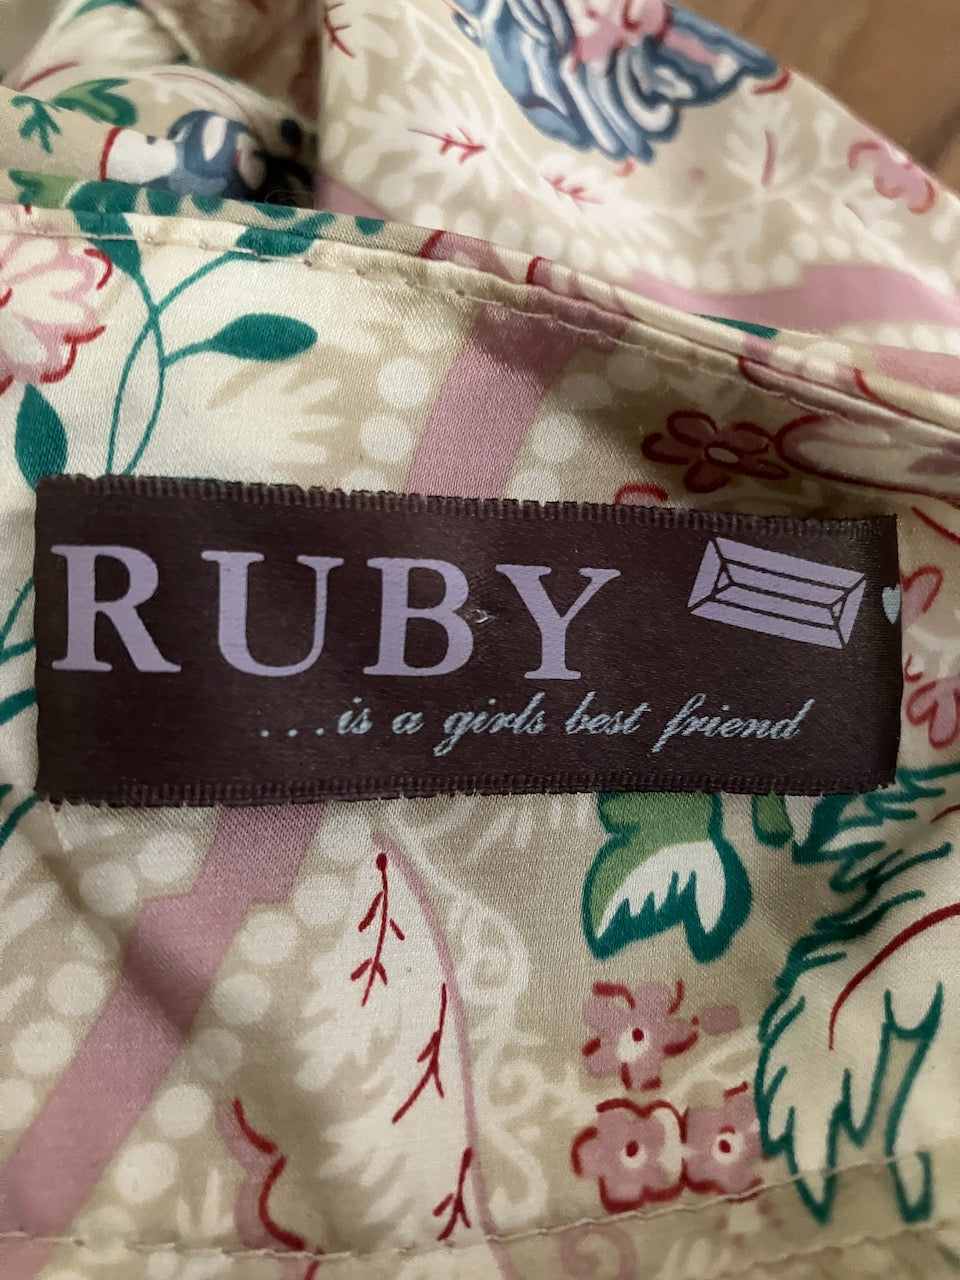 RUBY
...is a girls best friend